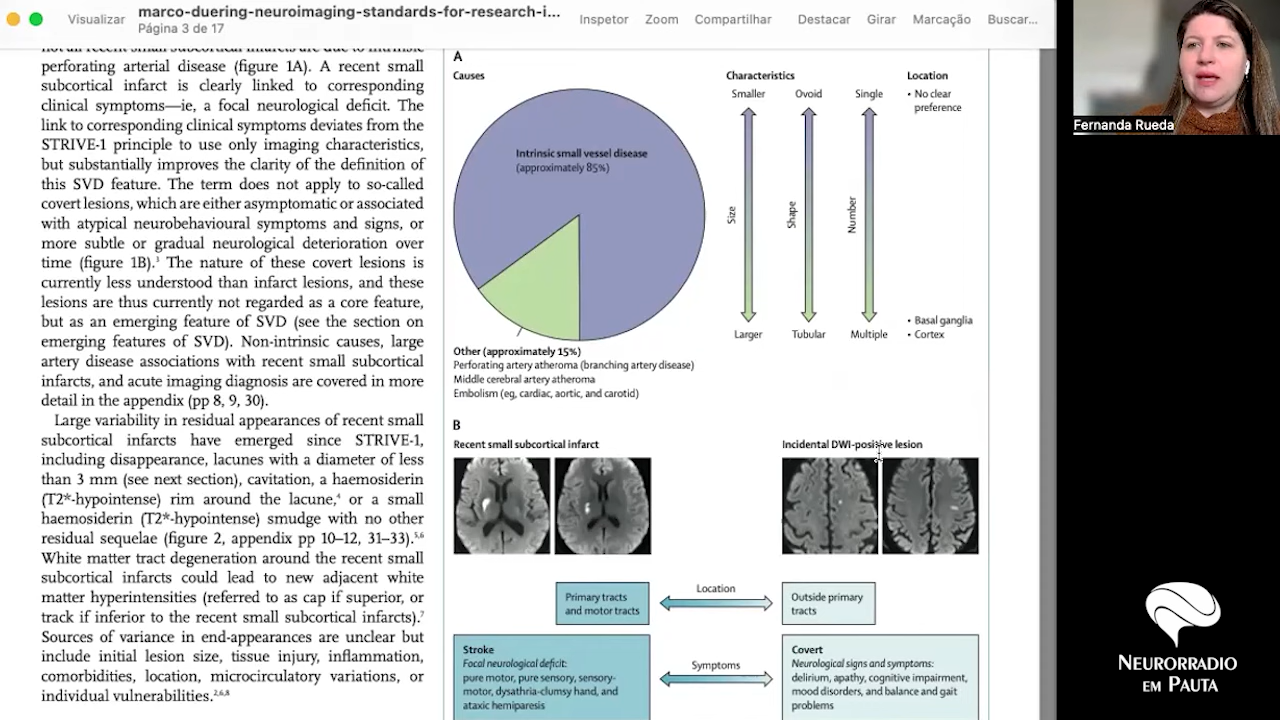 Visualizar
marco-duering-neuroimaging-standards-for-research-i...
Página 3 de 17
Inspetor
Zoom
Compartilhar
Destacar
Girar
Marcação
Buscar...
not all recent small subcortical infarcts are due to intrinsic
perforating arterial disease (figure 1A). A recent small
subcortical infarct is clearly linked to corresponding
clinical symptoms—ie, a focal neurological deficit. The
link to corresponding clinical symptoms deviates from the
STRIVE-1 principle to use only imaging characteristics,
but substantially improves the clarity of the definition of
this SVD feature. The term does not apply to so-called
covert lesions, which are either asymptomatic or associated
with atypical neurobehavioural symptoms and signs, or
more subtle or gradual neurological deterioration over
time (figure 1B).³ The nature of these covert lesions is
currently less understood than infarct lesions, and these
lesions are thus currently not regarded as a core feature,
but as an emerging feature of SVD (see the section on
emerging features of SVD). Non-intrinsic causes, large
artery disease associations with recent small subcortical
infarcts, and acute imaging diagnosis are covered in more
detail in the appendix (pp 8, 9, 30).
Large variability in residual appearances of recent small
subcortical infarcts have emerged since STRIVE-1,
including disappearance, lacunes with a diameter of less
than 3 mm (see next section), cavitation, a haemosiderin
(T2*-hypointense) rim around the lacune,⁴ or a small
haemosiderin (T2*-hypointense) smudge with no other
residual sequelae (figure 2, appendix pp 10–12, 31–33).⁵,⁶
White matter tract degeneration around the recent small
subcortical infarcts could lead to new adjacent white
matter hyperintensities (referred to as cap if superior, or
track if inferior to the recent small subcortical infarcts).⁷
Sources of variance in end-appearances are unclear but
include initial lesion size, tissue injury, inflammation,
comorbidities, location, microcirculatory variations, or
individual vulnerabilities.²,⁶,⁸
A
Causes
Intrinsic small vessel disease
(approximately 85%)
Other (approximately 15%)
Perforating artery atheroma (branching artery disease)
Middle cerebral artery atheroma
Embolism (eg, cardiac, aortic, and carotid)
Characteristics
Smaller
Ovoid
Single
Size
Shape
Number
Larger
Tubular
Multiple
Location
• No clear
preference
• Basal ganglia
• Cortex
B
Recent small subcortical infarct
Incidental DWI-positive lesion
Primary tracts
and motor tracts
Location
Outside primary
tracts
Stroke
Focal neurological deficit:
pure motor, pure sensory, sensory-
motor, dysathria-clumsy hand, and
ataxic hemiparesis
Symptoms
Covert
Neurological signs and symptoms:
delirium, apathy, cognitive impairment,
mood disorders, and balance and gait
problems
Fernanda Rueda
NEURORRADIO
EM PAUTA